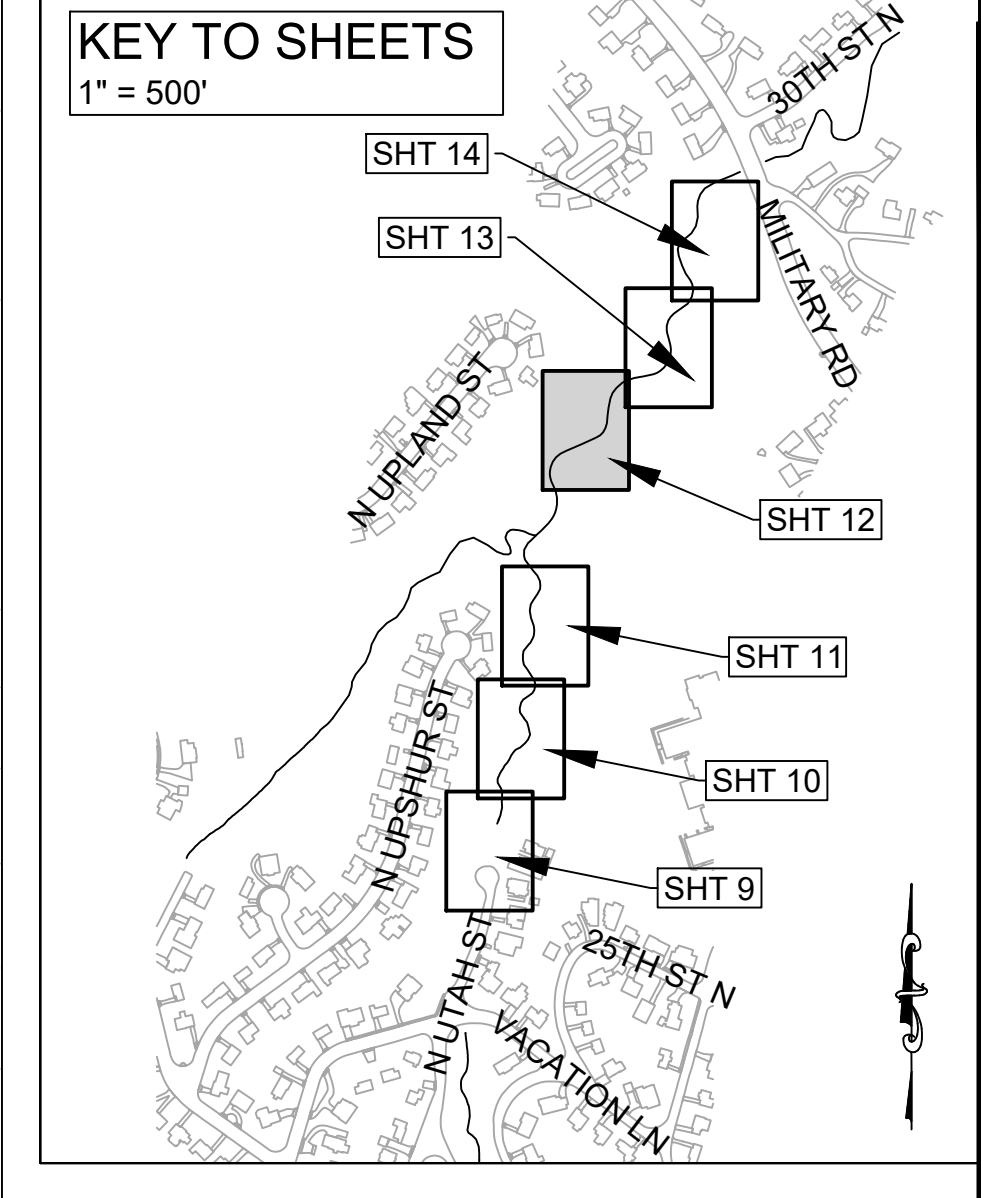 KEY TO SHEETS
1" = 500'
30TH ST N
SHT 14
SHT 13
MILITARY RD
N UPLAND ST
SHT 12
SHT 11
N UPSHUR ST
SHT 10
SHT 9
25TH ST N
N UTAH ST
VACATION LN